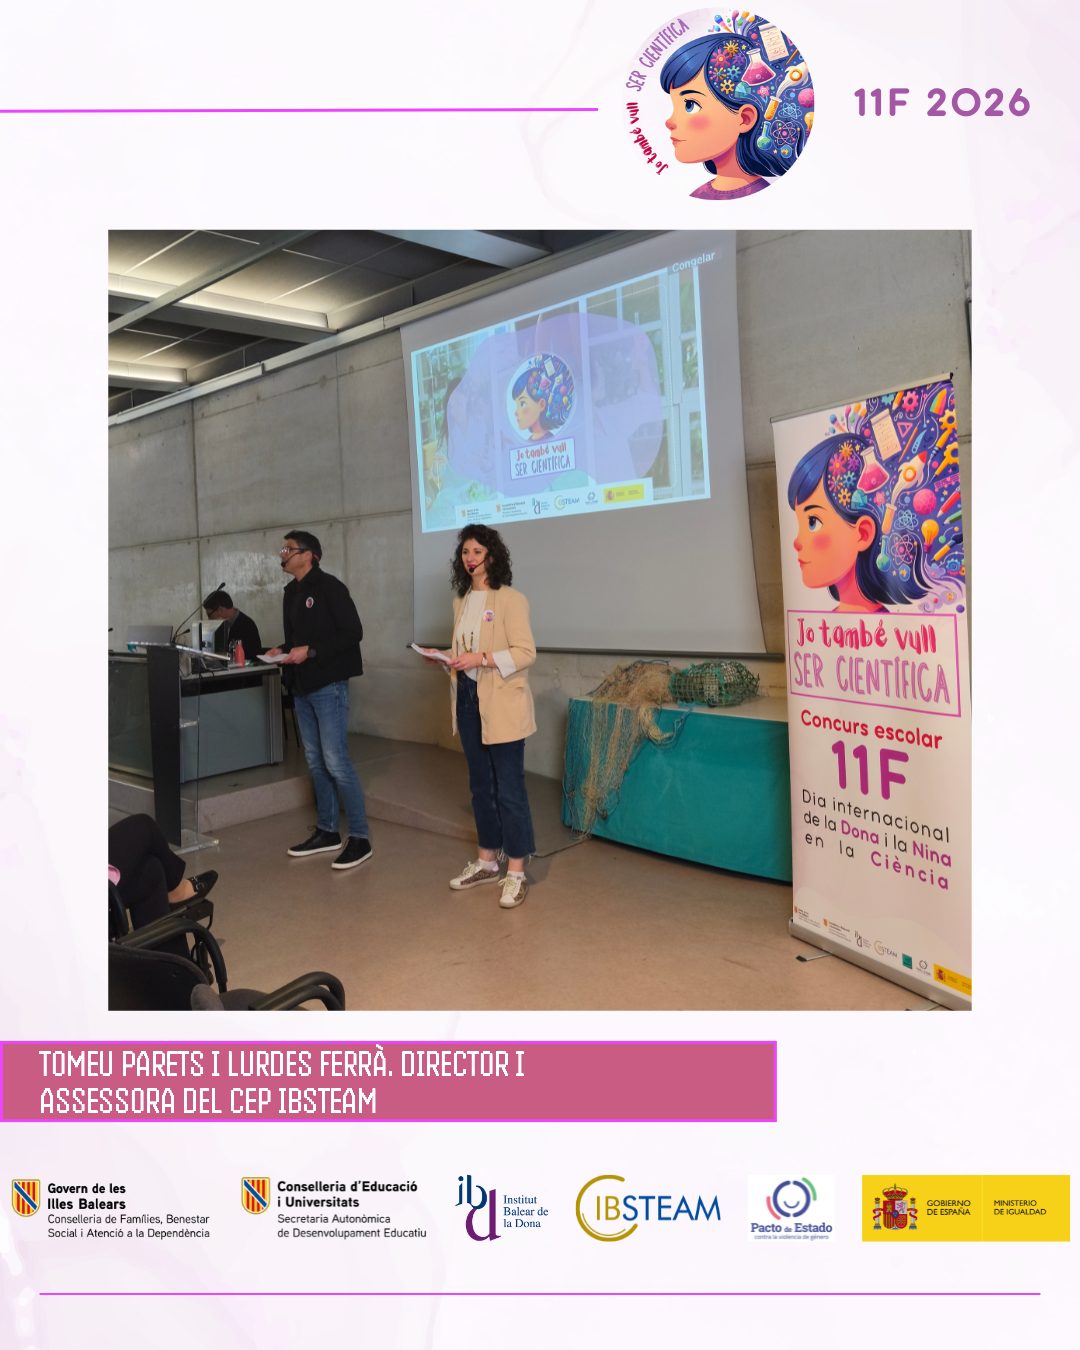 SER CIENTÍFICA
Jo també vull
11F 2026
Congelar
Jo també vull
SER CIENTÍFICA
IBSTEAM
Jo també vull
SER CIENTÍFICA
Concurs escolar
11F
Dia internacional
de la Dona i la Nina
en la Ciència
IBSTEAM
TOMEU PARETS I LURDES FERRÀ. DIRECTOR I
ASSESSORA DEL CEP IBSTEAM
Govern de les
Illes Balears
Conselleria de Famílies, Benestar
Social i Atenció a la Dependència
Conselleria d'Educació
i Universitats
Secretaria Autonòmica
de Desenvolupament Educatiu
ibd
Institut
Balear de
la Dona
IBSTEAM
Pacto de Estado
contra la violencia de género
GOBIERNO
DE ESPAÑA
MINISTERIO
DE IGUALDAD